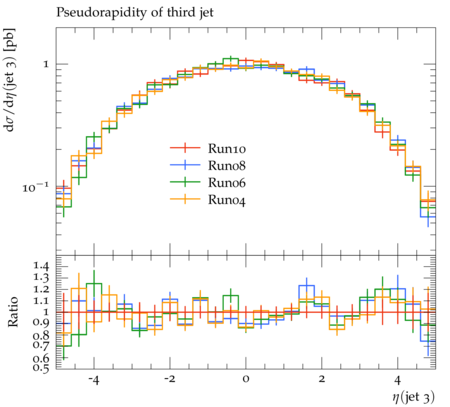 Pseudorapidity of third jet
dσ/dη(jet 3) [pb]
1
10⁻¹
Run10
Run08
Run06
Run04
Ratio
1.4
1.3
1.2
1.1
1
0.9
0.8
0.7
0.6
0.5
-4 -2 0 2 4
η(jet 3)